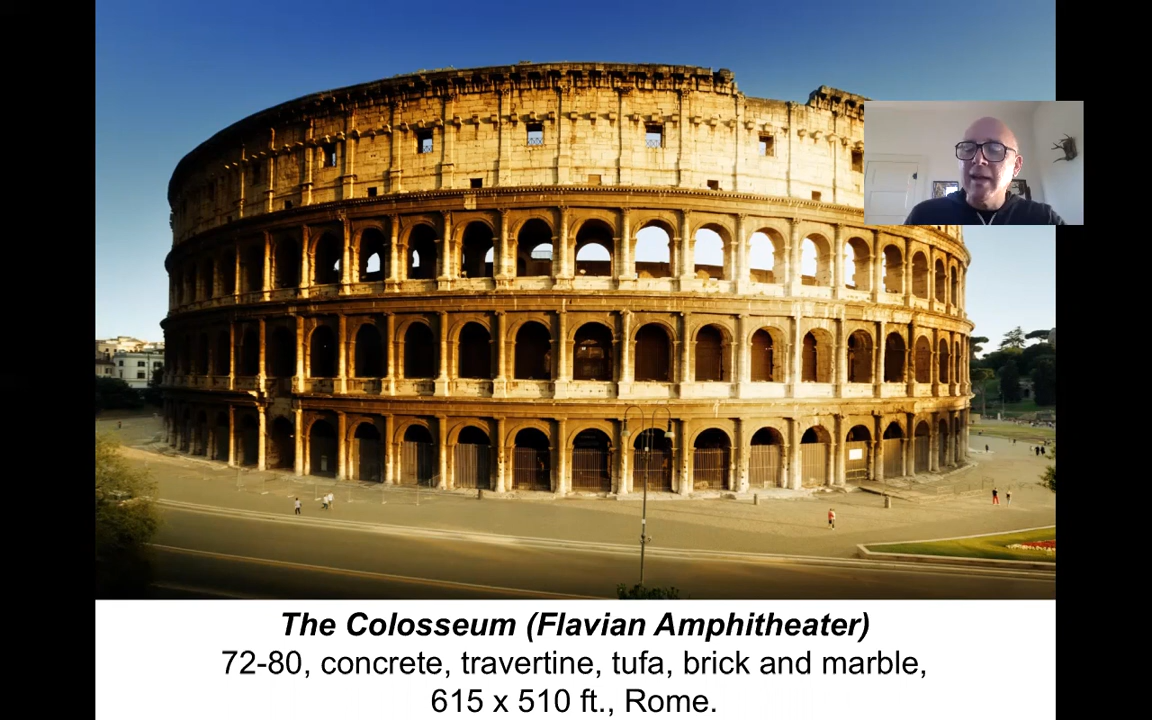 The Colosseum (Flavian Amphitheater)
72-80, concrete, travertine, tufa, brick and marble,
615 x 510 ft., Rome.